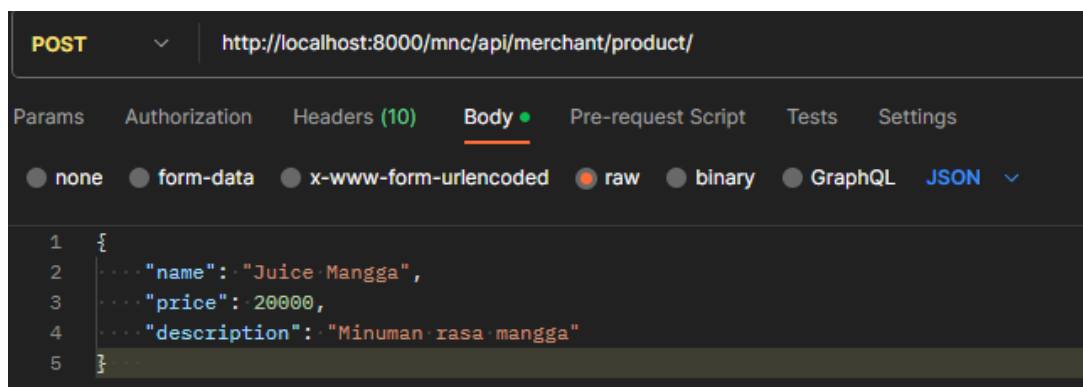 POST http://localhost:8000/mnc/api/merchant/product/
Params Authorization Headers (10) Body Pre-request Script Tests Settings
none form-data x-www-form-urlencoded raw binary GraphQL JSON
1 {
2 "name": "Juice Mangga",
3 "price": 20000,
4 "description": "Minuman rasa mangga"
5 }